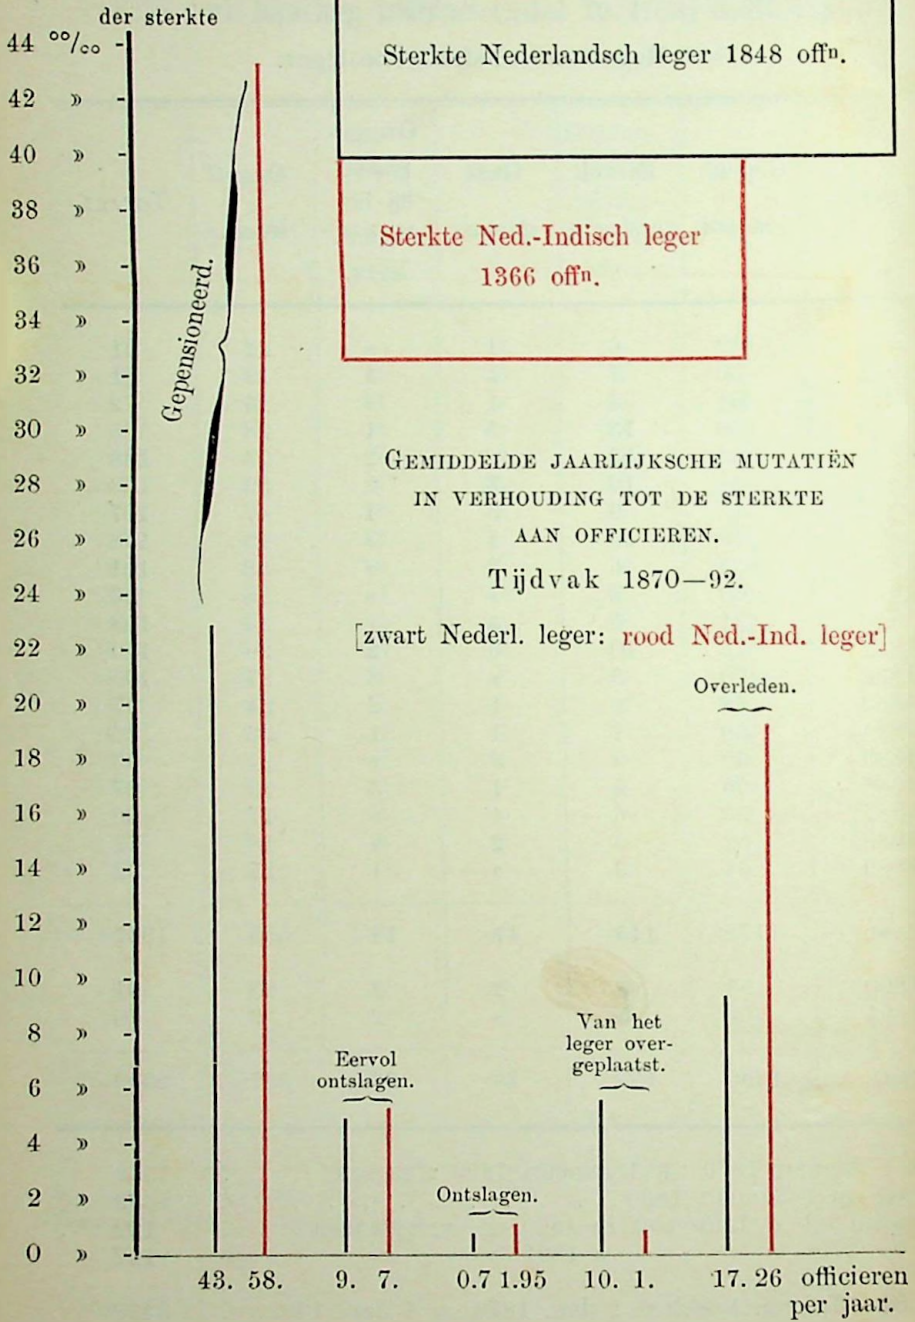 der sterkte
44 °°/co
42 »
40 »
38 »
36 »
34 »
32 »
30 »
28 »
26 »
24 »
22 »
20 »
18 »
16 »
14 »
12 »
10 »
8 »
6 »
4 »
2 »
0 »
Sterkte Nederlandsch leger 1848 offⁿ.
Sterkte Ned.-Indisch leger
1366 offⁿ.
Gepensioneerd.
GEMIDDELDE JAARLIJKSCHE MUTATIËN
IN VERHOUDING TOT DE STERKTE
AAN OFFICIEREN.
Tijdvak 1870—92.
[zwart Nederl. leger: rood Ned.-Ind. leger]
Overleden.
Van het
leger over-
geplaatst.
Eervol
ontslagen.
Ontslagen.
43. 58. 9. 7. 0.7 1.95 10. 1. 17. 26 officieren
per jaar.